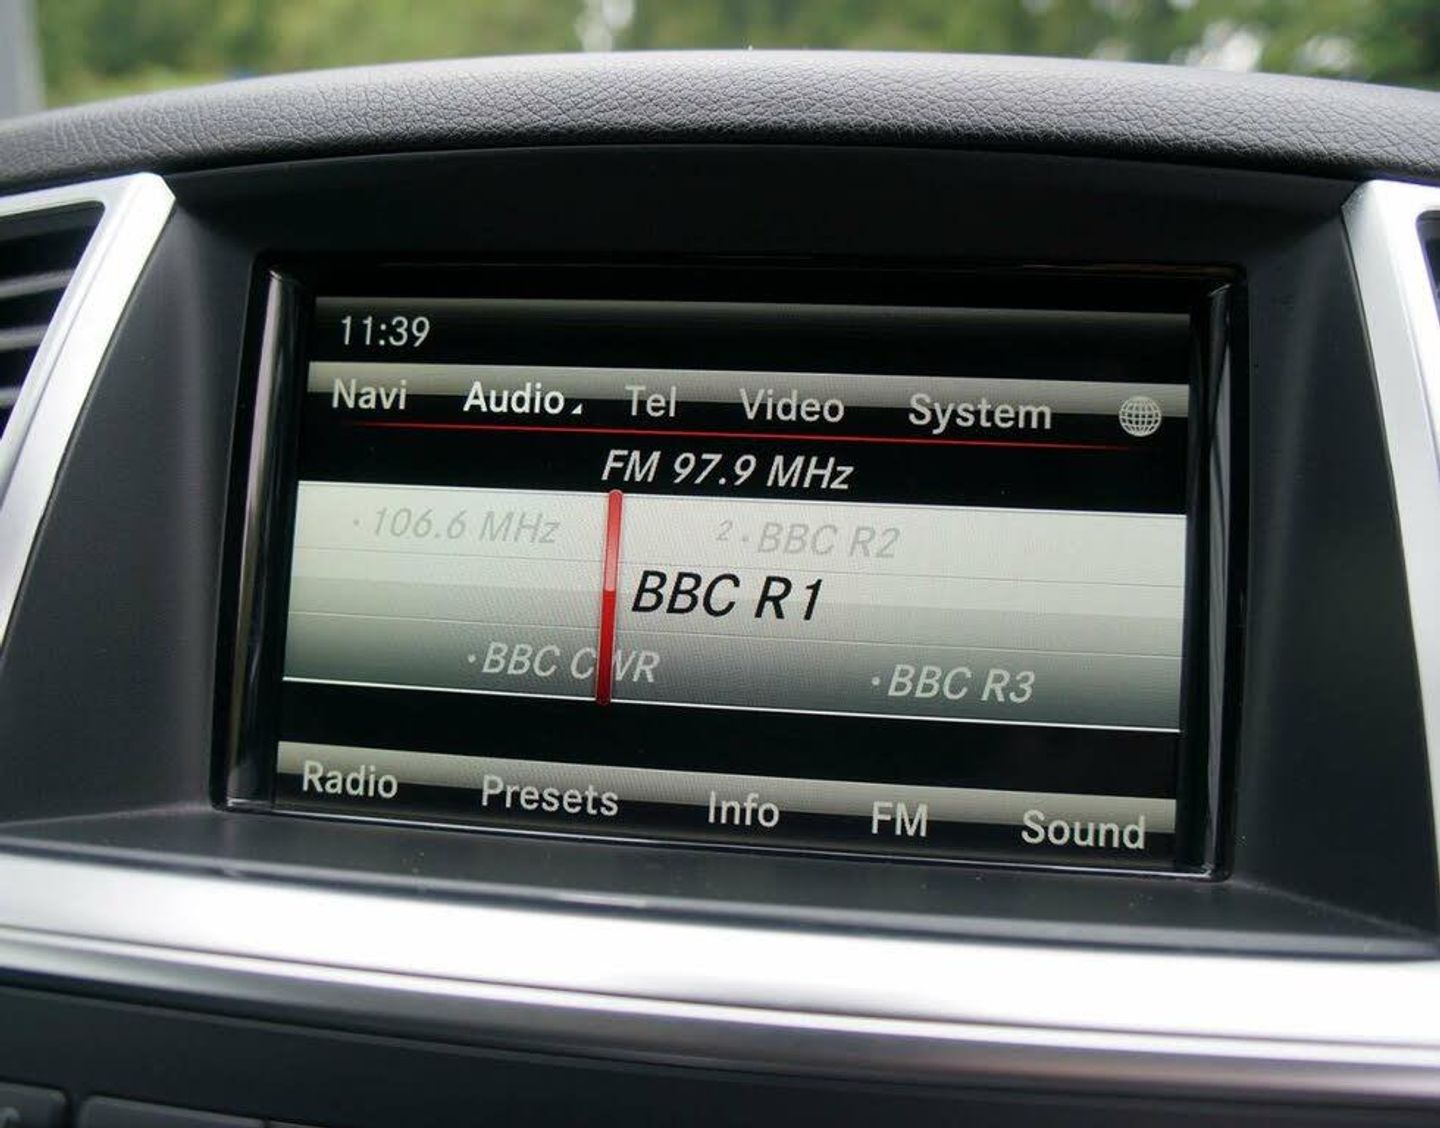 11:39
Navi Audio Tel Video System
FM 97.9 MHz
· 106.6 MHz 2 · BBC R2
BBC R1
· BBC CWR · BBC R3
Radio Presets Info FM Sound